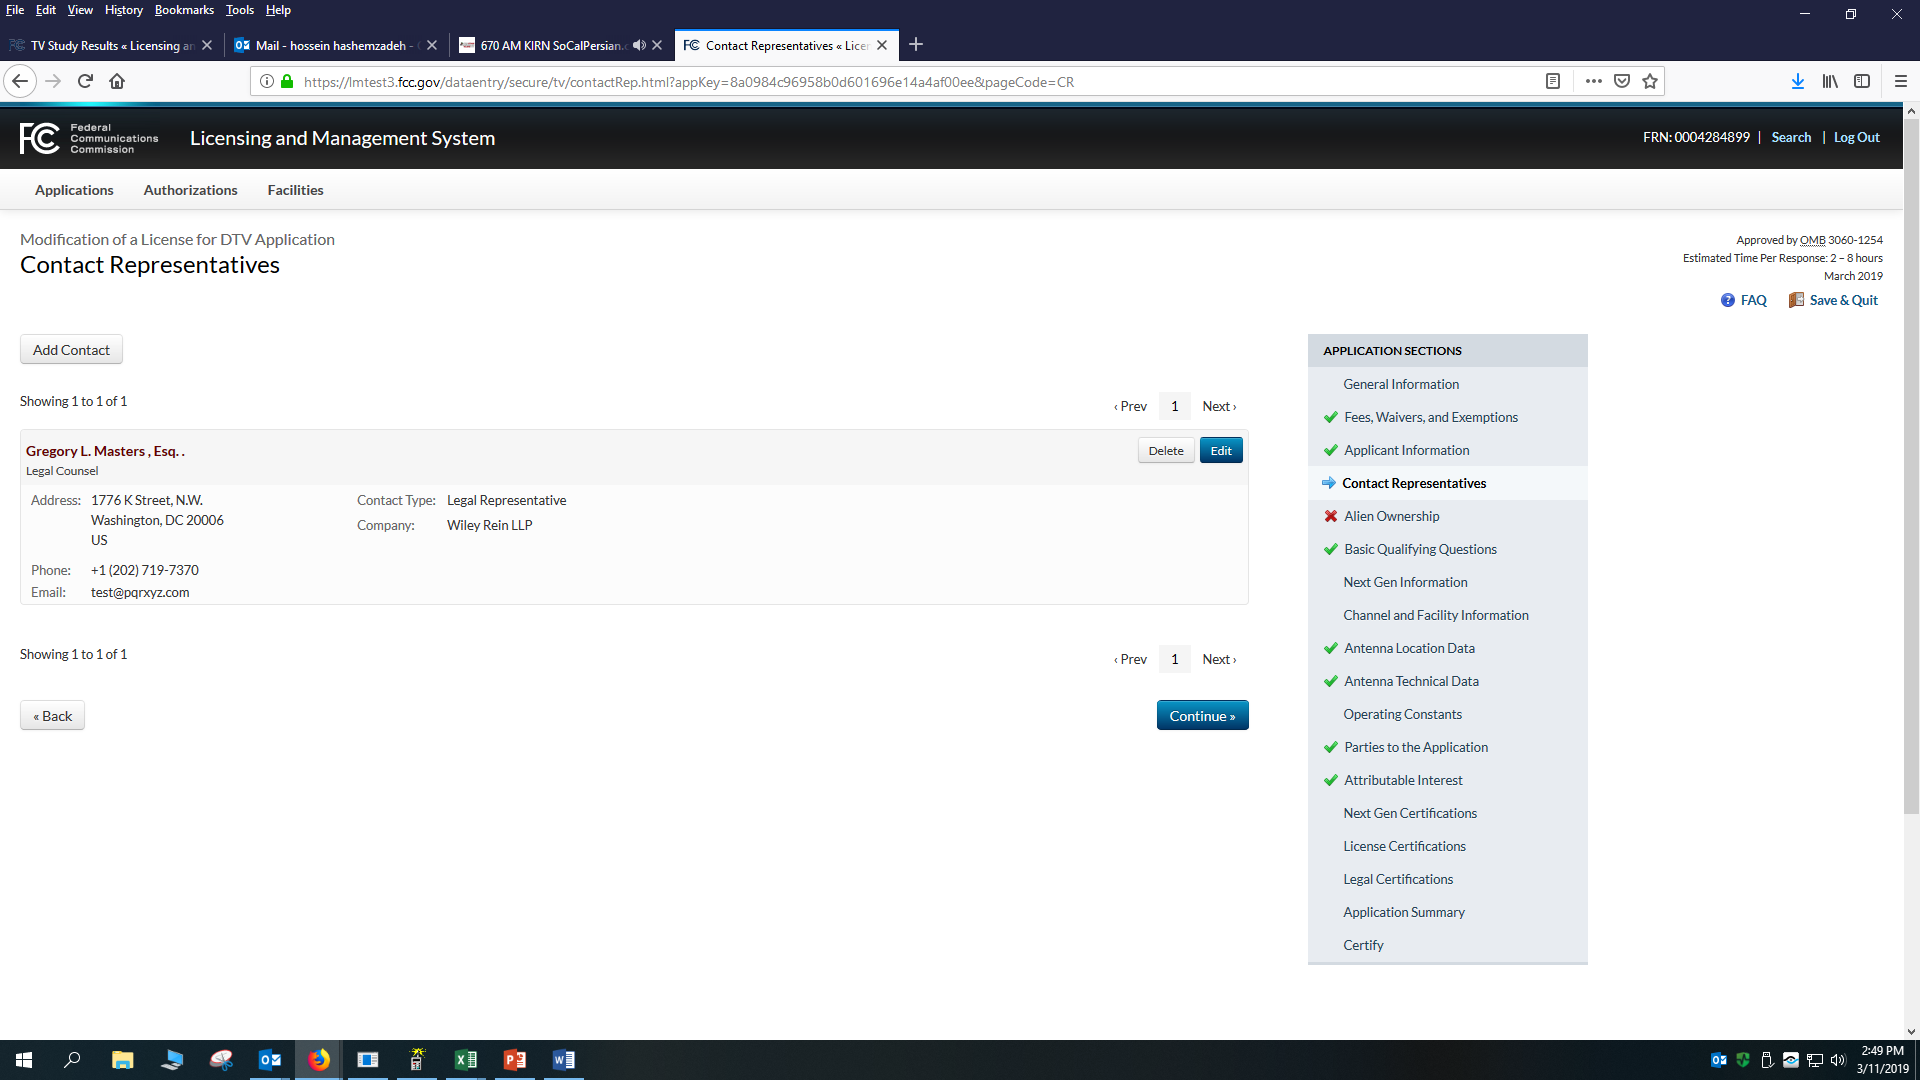 File Edit View History Bookmarks Tools Help
TV Study Results « Licensing an
Mail - hossein hashemzadeh -
670 AM KIRN SoCalPersian.
Contact Representatives « Licen
https://lmtest3.fcc.gov/dataentry/secure/tv/contactRep.html?appKey=8a0984c96958b0d601696e14a4af00ee&pageCode=CR
FCC Federal
Communications
Commission
Licensing and Management System
FRN: 0004284899 | Search | Log Out
Applications Authorizations Facilities
Modification of a License for DTV Application
Contact Representatives
Approved by OMB 3060-1254
Estimated Time Per Response: 2 – 8 hours
March 2019
FAQ Save & Quit
Add Contact
Showing 1 to 1 of 1
‹ Prev 1 Next ›
Gregory L. Masters , Esq. .
Legal Counsel
Delete Edit
Address: 1776 K Street, N.W.
Washington, DC 20006
US
Contact Type: Legal Representative
Company: Wiley Rein LLP
Phone: +1 (202) 719-7370
Email: test@pqrxyz.com
Showing 1 to 1 of 1
‹ Prev 1 Next ›
« Back
Continue »
APPLICATION SECTIONS
General Information
Fees, Waivers, and Exemptions
Applicant Information
Contact Representatives
Alien Ownership
Basic Qualifying Questions
Next Gen Information
Channel and Facility Information
Antenna Location Data
Antenna Technical Data
Operating Constants
Parties to the Application
Attributable Interest
Next Gen Certifications
License Certifications
Legal Certifications
Application Summary
Certify
2:49 PM
3/11/2019